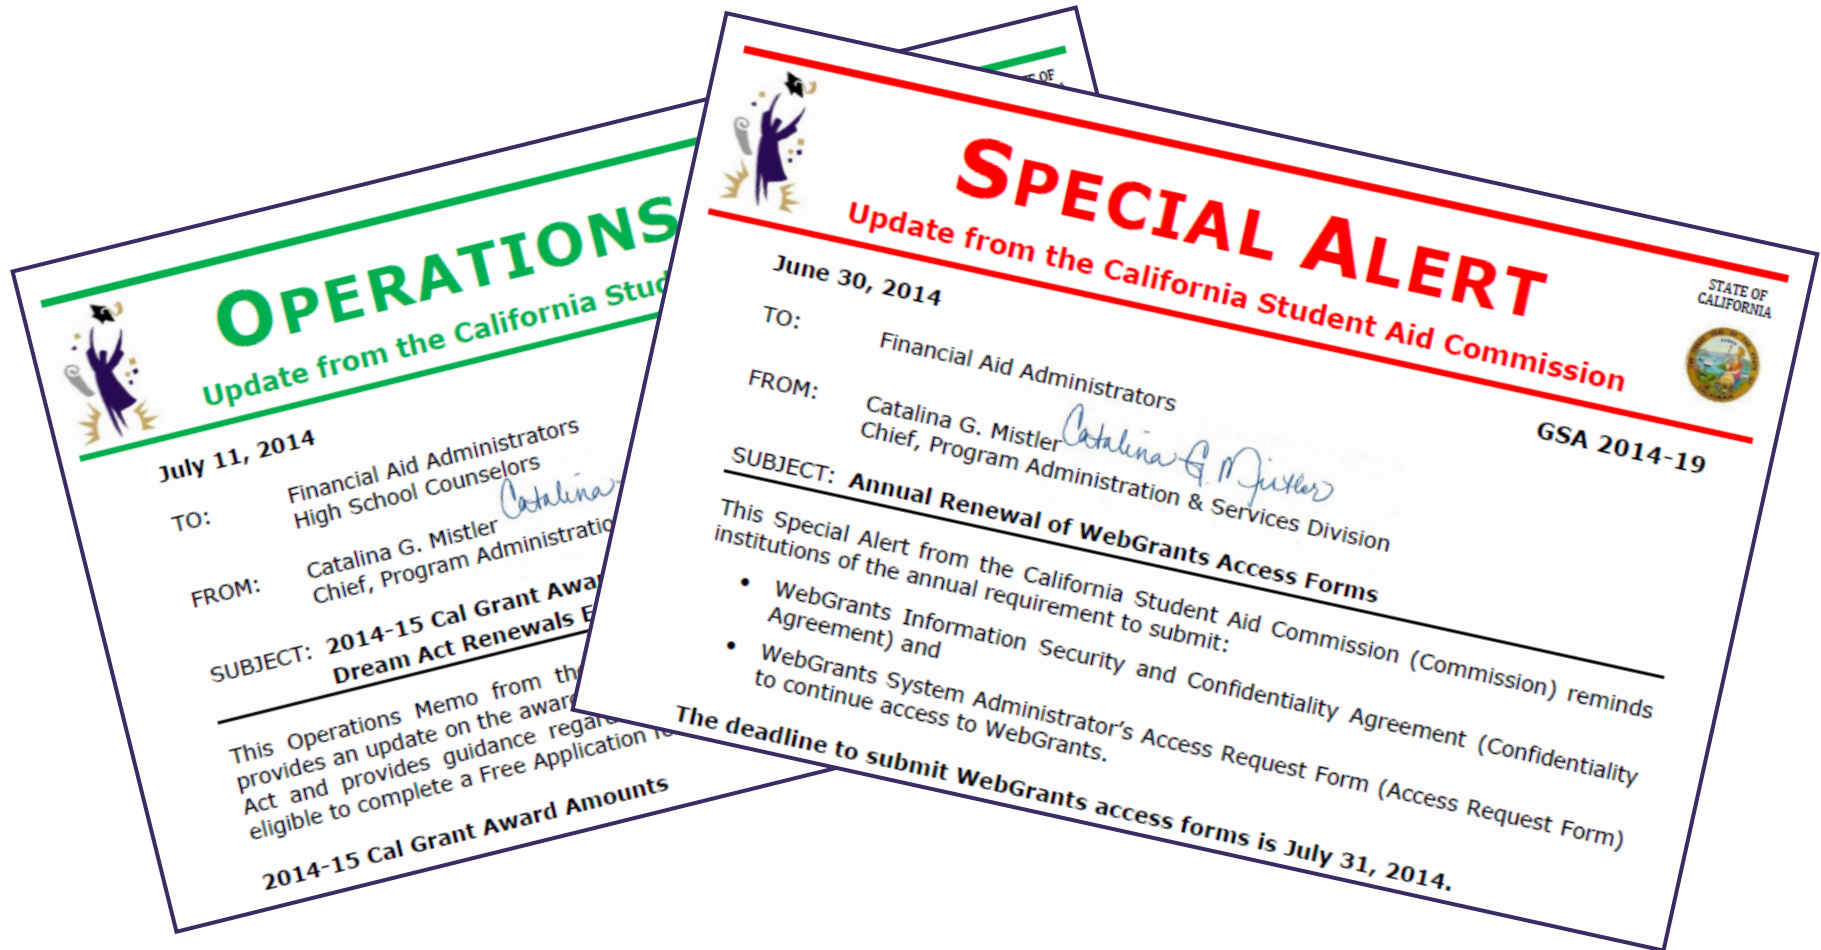 OPERATIONS
Update from the California
July 11, 2014
TO: Financial Aid Administrators
High School Counselors
FROM: Catalina G. Mistler Catalina
Chief, Program
SUBJECT: 2014-15 Cal Grant
Dream Act Renewals
This Operations Memo from
provides an update on the
Act and provides guidance
eligible to complete a Free Application
2014-15 Cal Grant Award Amounts
SPECIAL ALERT
Update from the California Student Aid Commission
STATE OF
CALIFORNIA
June 30, 2014
GSA 2014-19
TO: Financial Aid Administrators
FROM: Catalina G. Mistler Catalina G. Mistler
Chief, Program Administration & Services Division
SUBJECT: Annual Renewal of WebGrants Access Forms
This Special Alert from the California Student Aid Commission (Commission) reminds
institutions of the annual requirement to submit:
• WebGrants Information Security and Confidentiality Agreement (Confidentiality
Agreement) and
• WebGrants System Administrator’s Access Request Form (Access Request Form)
to continue access to WebGrants.
The deadline to submit WebGrants access forms is July 31, 2014.